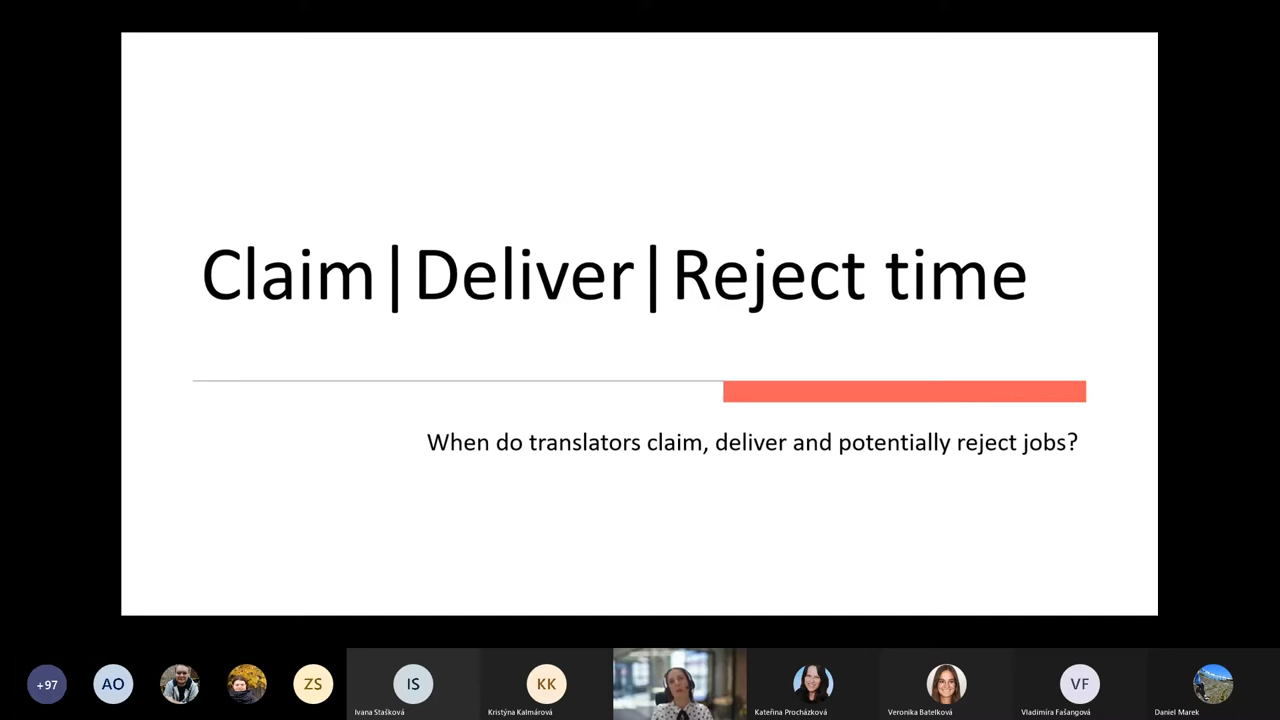 Claim|Deliver|Reject time
When do translators claim, deliver and potentially reject jobs?
+97
AO
ZS
IS
KK
VF
Ivana Stašková
Kristýna Kalmárová
Kateřina Procházková
Veronika Batelková
Vladimíra Fašangová
Daniel Marek